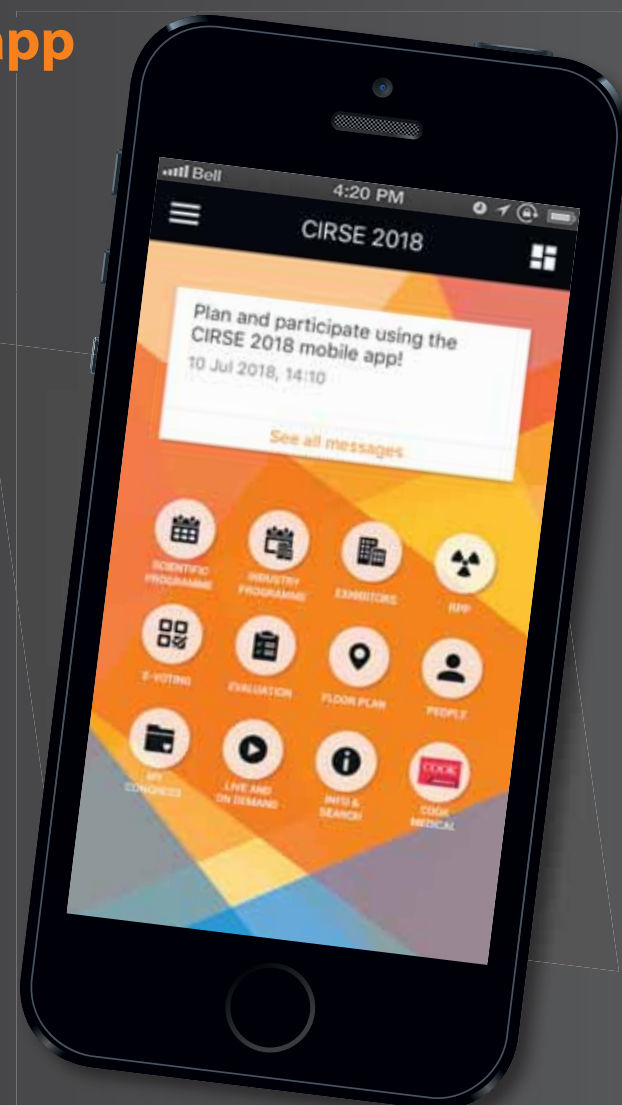 app
Bell
4:20 PM
CIRSE 2018
Plan and participate using the
CIRSE 2018 mobile app!
10 Jul 2018, 14:10
See all messages
SCIENTIFIC
PROGRAMME
INDUSTRY
PROGRAMME
EXHIBITORS
RPP
E-VOTING
EVALUATION
FLOOR PLAN
PEOPLE
MY
CONGRESS
LIVE AND
ON DEMAND
INFO &
SEARCH
COOK
COOK
MEDICAL